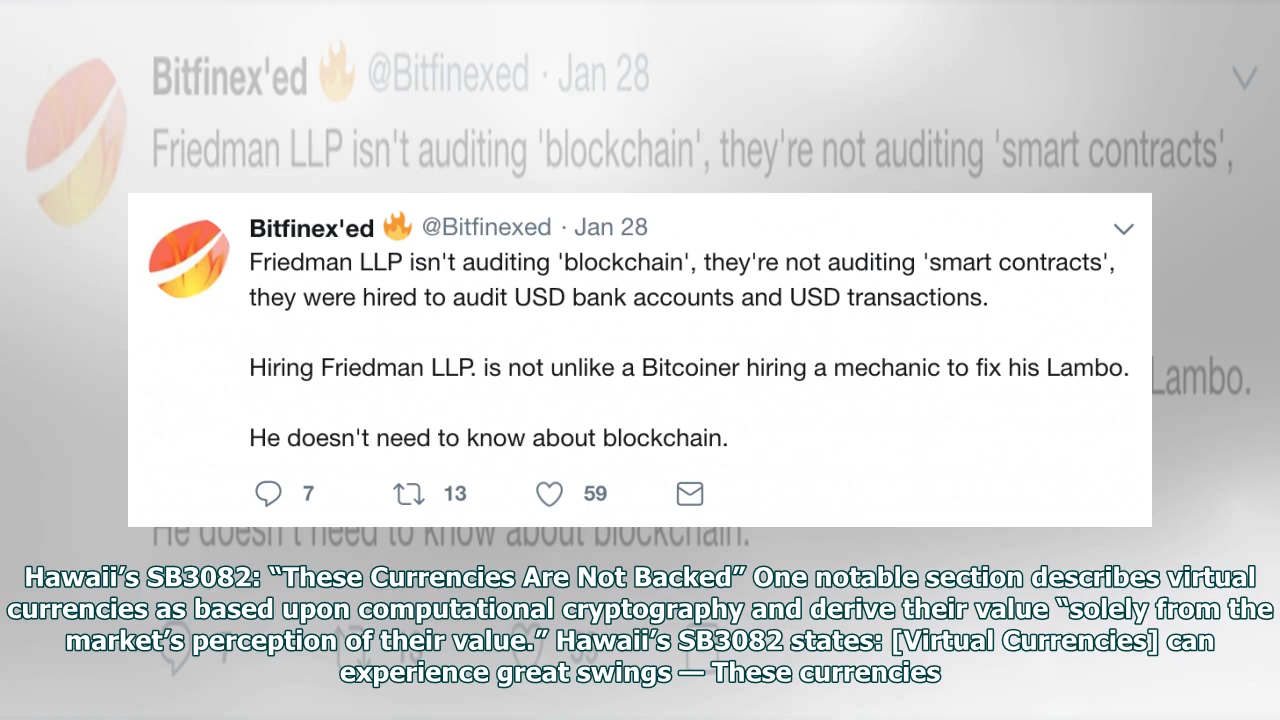 Bitfinex'ed @Bitfinexed · Jan 28
Friedman LLP isn't auditing 'blockchain', they're not auditing 'smart contracts',
Bitfinex'ed @Bitfinexed · Jan 28
Friedman LLP isn't auditing 'blockchain', they're not auditing 'smart contracts',
they were hired to audit USD bank accounts and USD transactions.
Hiring Friedman LLP. is not unlike a Bitcoiner hiring a mechanic to fix his Lambo.
Lambo.
He doesn't need to know about blockchain.
7 13 59
He doesn't need to know about blockchain.
Hawaii’s SB3082: “These Currencies Are Not Backed” One notable section describes virtual
currencies as based upon computational cryptography and derive their value “solely from the
market’s perception of their value.” Hawaii’s SB3082 states: [Virtual Currencies] can
experience great swings — These currencies